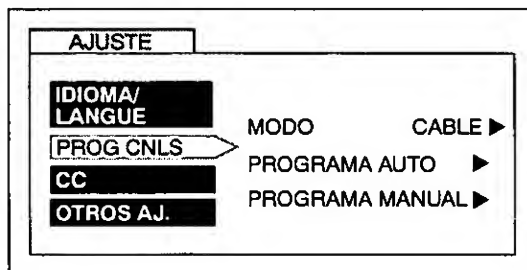 AJUSTE
IDIOMA/
LANGUE
PROG CNLS
CC
OTROS AJ.
MODO CABLE ▶
PROGRAMA AUTO ▶
PROGRAMA MANUAL ▶